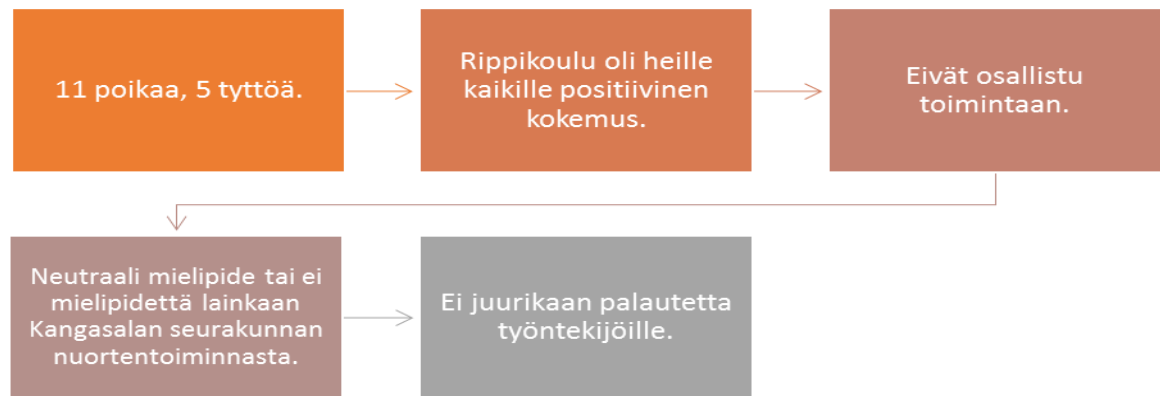 11 poikaa, 5 tyttöä.
Rippikoulu oli heille
kaikille positiivinen
kokemus.
Eivät osallistu
toimintaan.
Neutraali mielipide tai ei
mielipidettä lainkaan
Kangasalan seurakunnan
nuortentoiminnasta.
Ei juurikaan palautetta
työntekijöille.